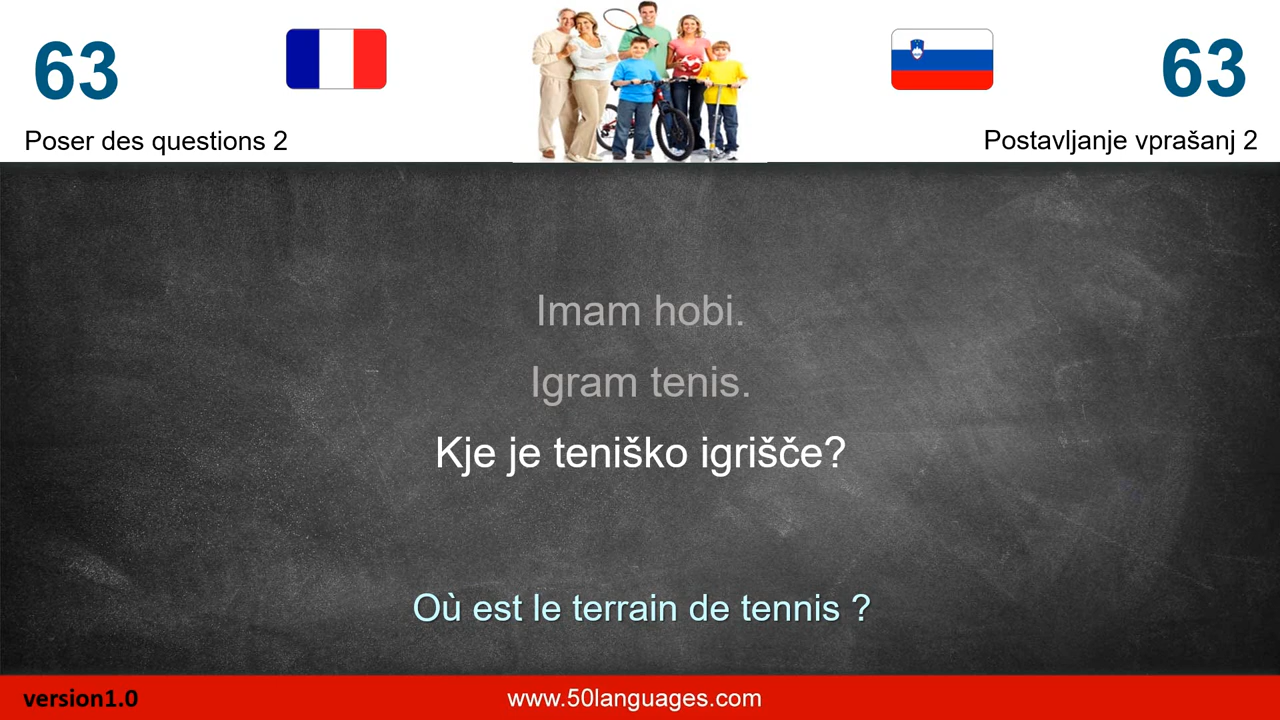 63
63
Poser des questions 2
Postavljanje vprašanj 2
Imam hobi.
Igram tenis.
Kje je teniško igrišče?
Où est le terrain de tennis ?
version1.0
www.50languages.com